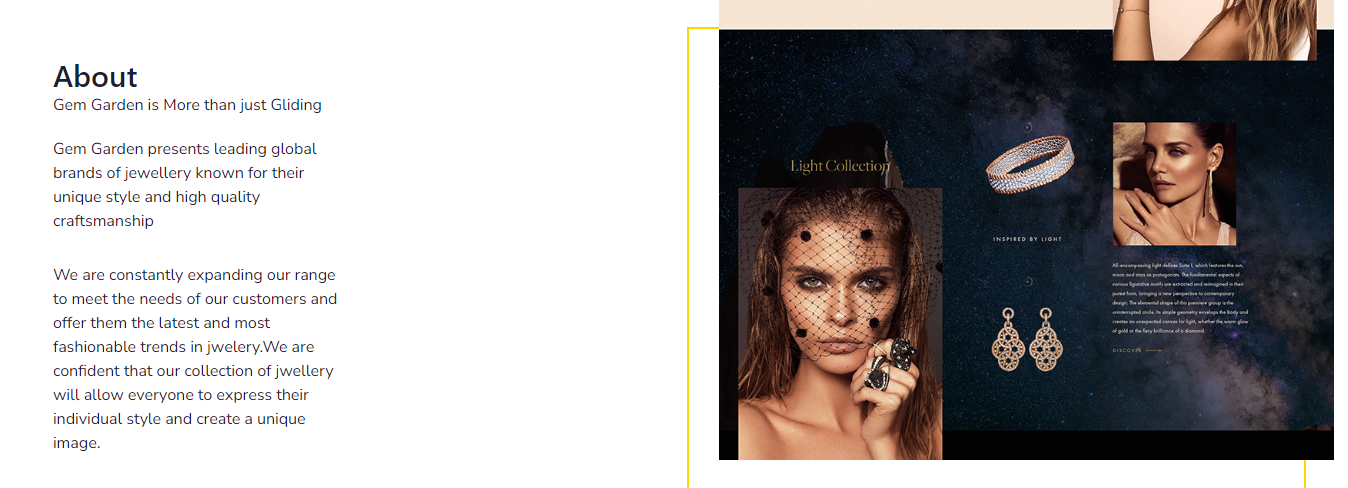 About
Gem Garden is More than just Gliding
Gem Garden presents leading global
brands of jewellery known for their
unique style and high quality
craftsmanship
We are constantly expanding our range
to meet the needs of our customers and
offer them the latest and most
fashionable trends in jwelery.We are
confident that our collection of jwellery
will allow everyone to express their
individual style and create a unique
image.
Light Collection
INSPIRED BY LIGHT
All-encompassing light defines Suite 1, which features the sun,
moon and stars as protagonists. The fundamental aspects of
various figurative motifs are extracted and reimagined in their
purest form, bringing a new perspective to contemporary
design. The elemental shape of this premiere group is the
uninterrupted circle. Its simple geometry envelops the body and
creates an unexpected canvas for light, whether the warm glow
of gold or the fiery brilliance of a diamond.
DISCOVER